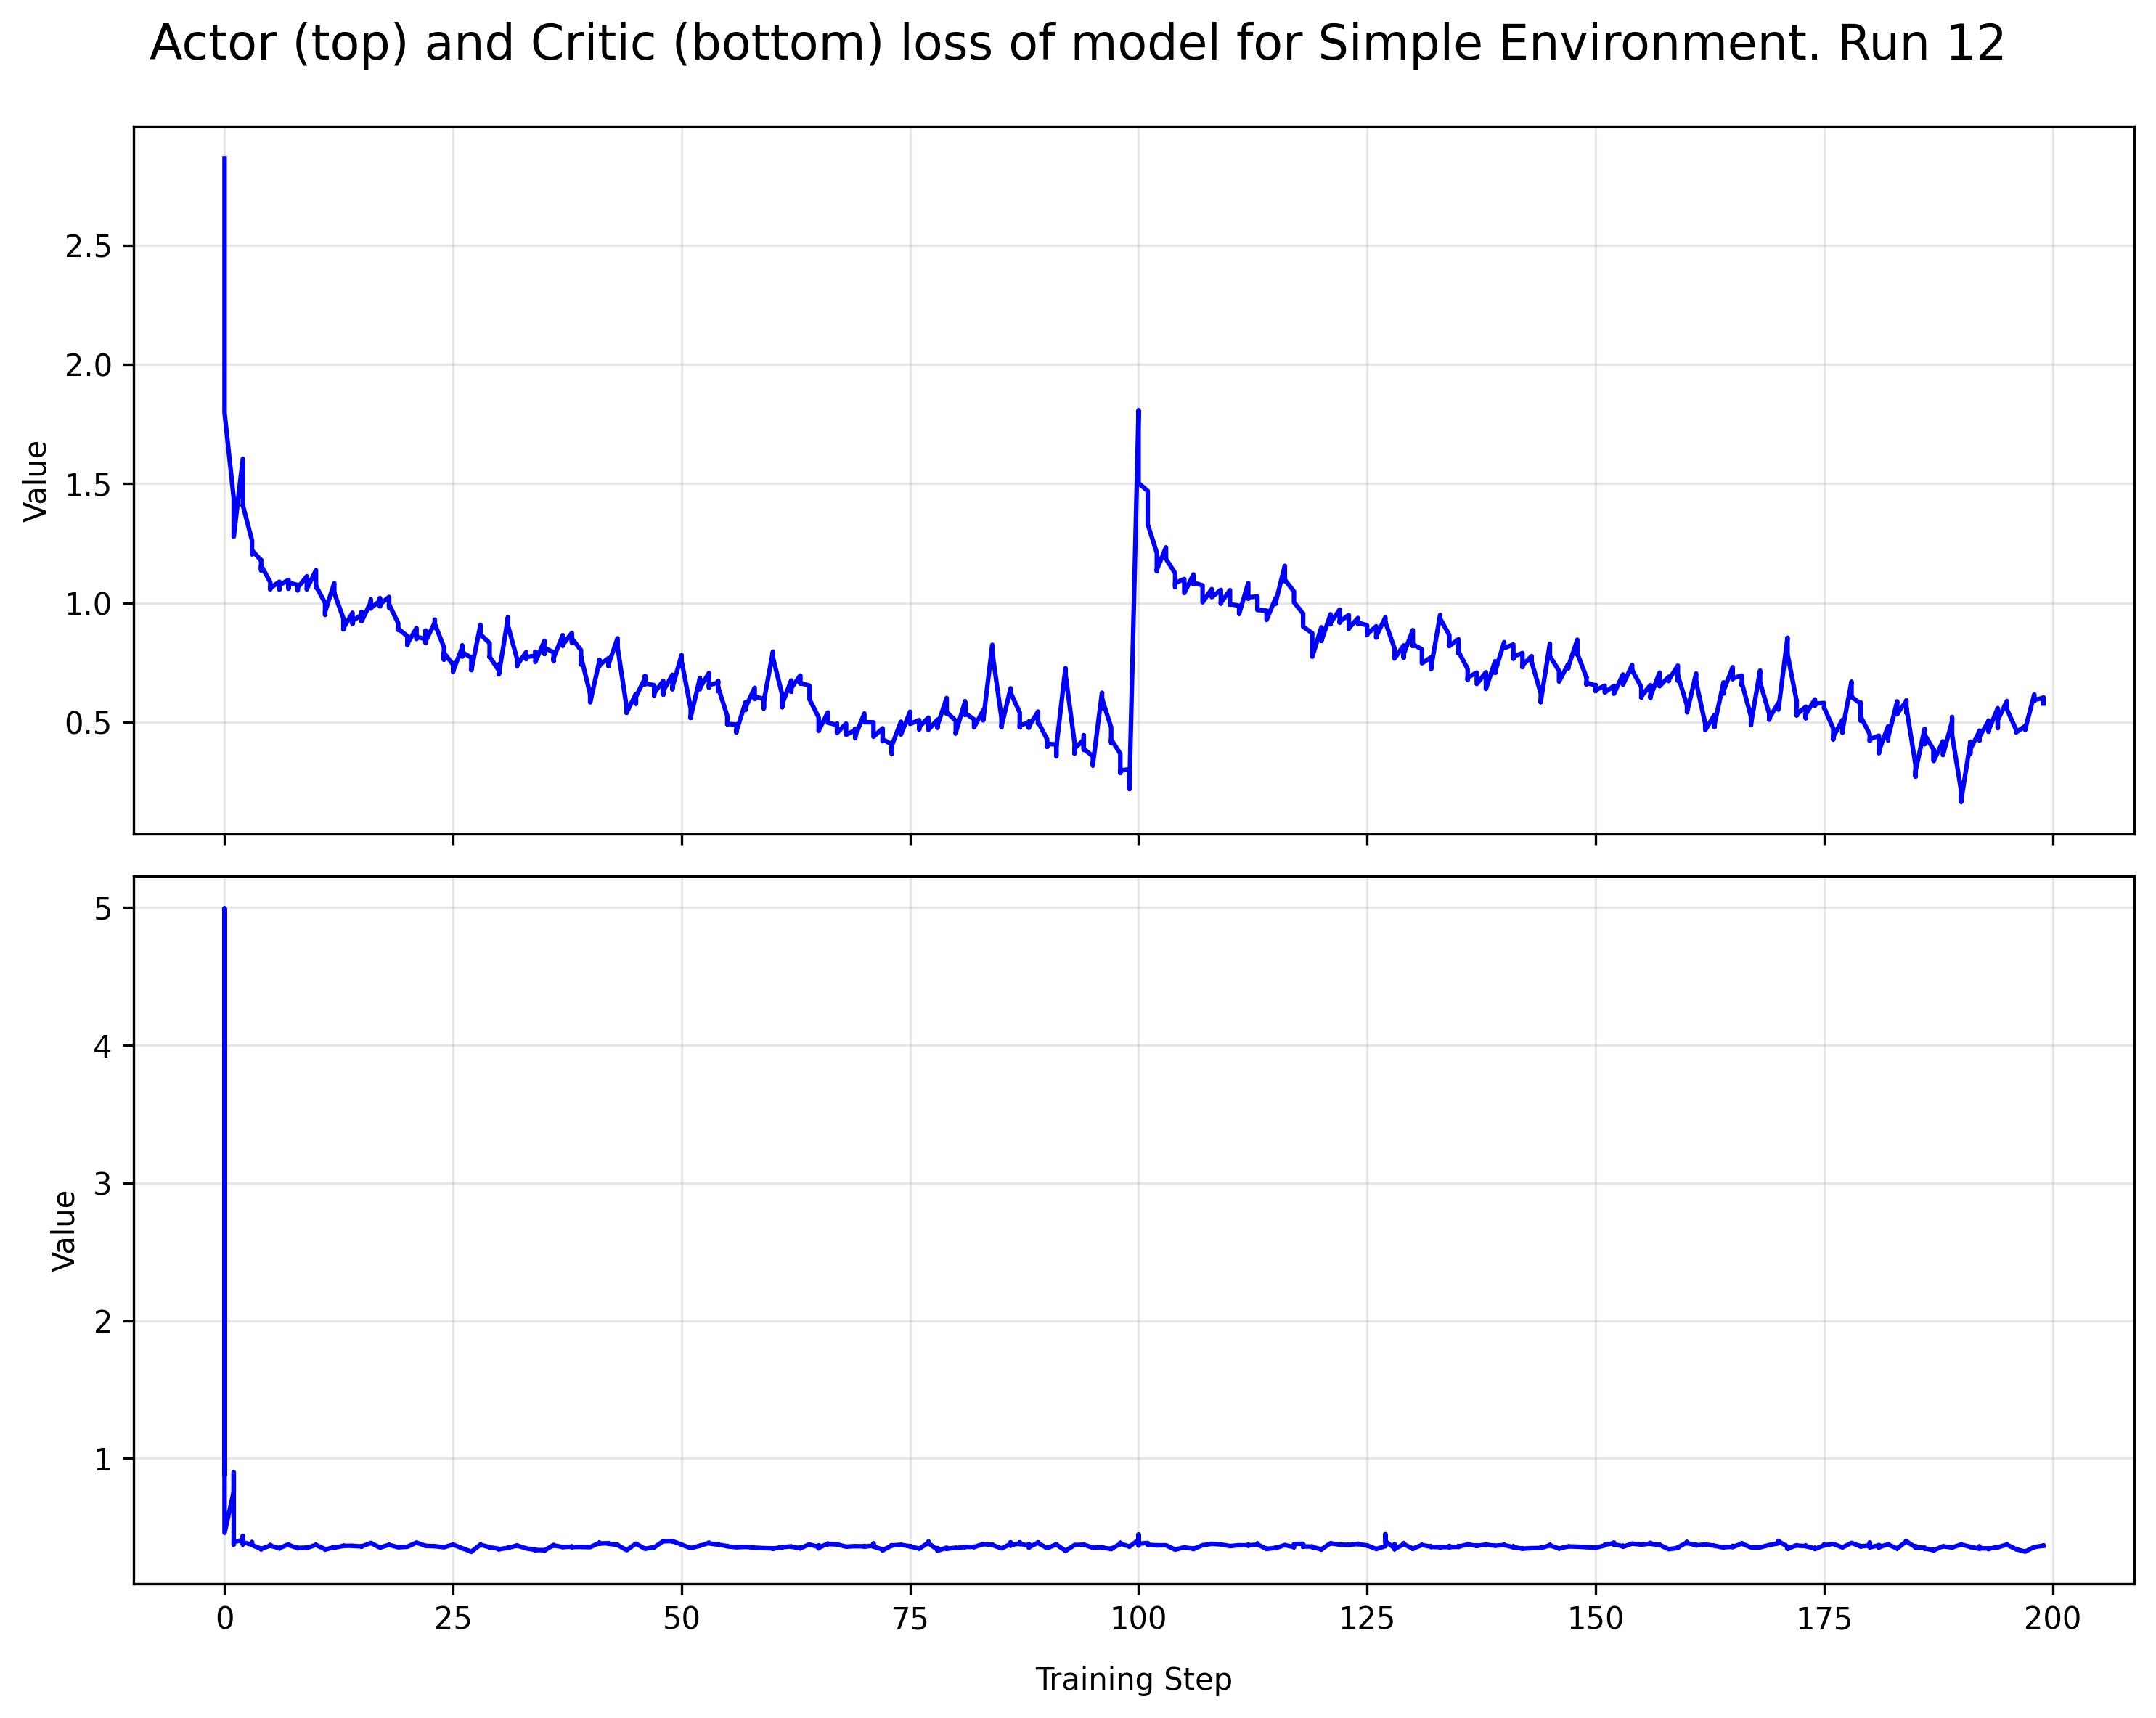 Actor (top) and Critic (bottom) loss of model for Simple Environment. Run 12
2.5
2.0
1.5
1.0
0.5
Value
5
4
3
2
1
Value
0 25 50 75 100 125 150 175 200
Training Step